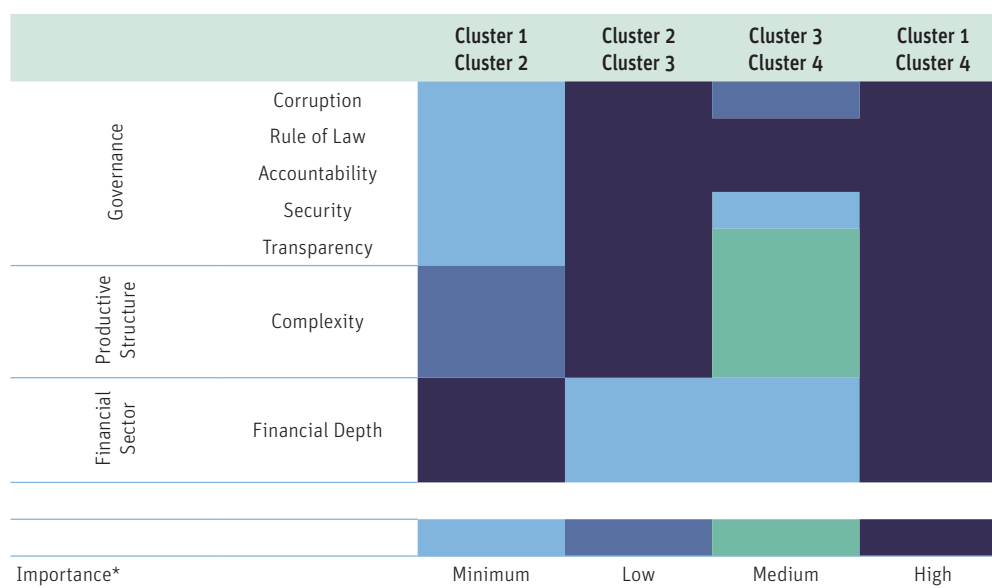 Cluster 1 Cluster 2 Cluster 3 Cluster 1
Cluster 2 Cluster 3 Cluster 4 Cluster 4
Governance
Corruption
Rule of Law
Accountability
Security
Transparency
Productive
Structure
Complexity
Financial
Sector
Financial Depth
Importance* Minimum Low Medium High